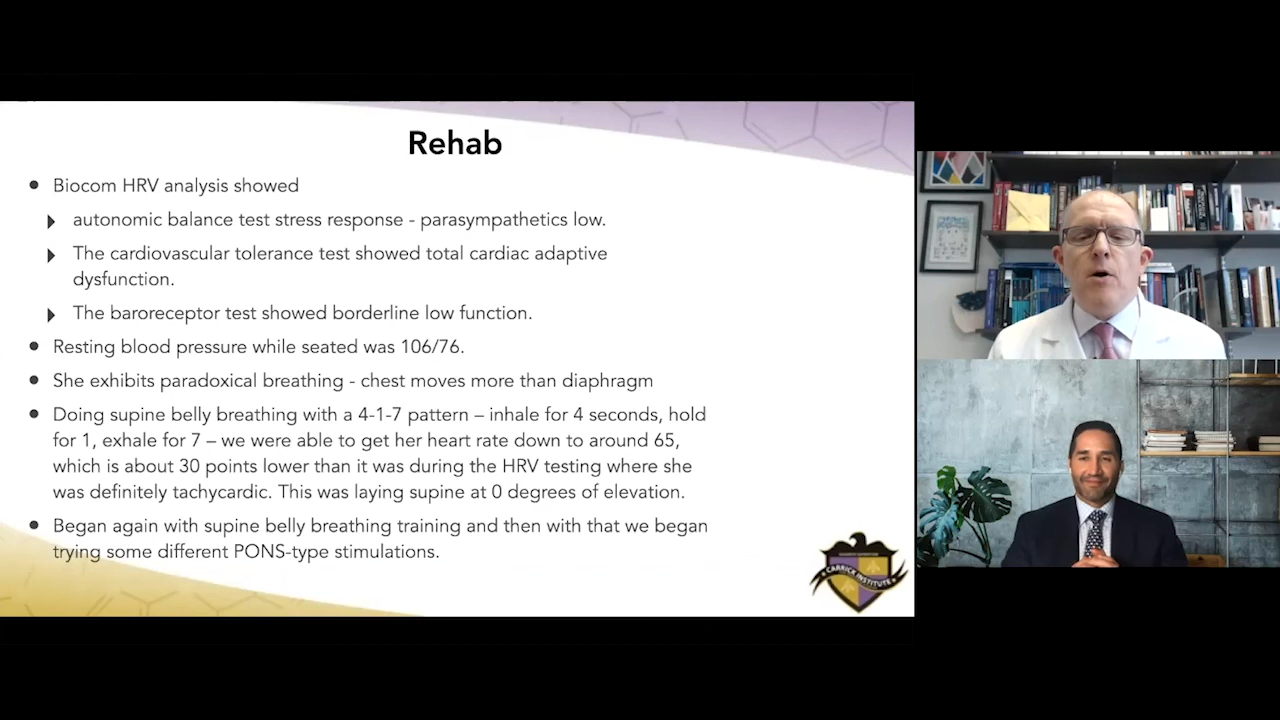 Rehab
Biocom HRV analysis showed
autonomic balance test stress response - parasympathetics low.
The cardiovascular tolerance test showed total cardiac adaptive
dysfunction.
The baroreceptor test showed borderline low function.
Resting blood pressure while seated was 106/76.
She exhibits paradoxical breathing - chest moves more than diaphragm
Doing supine belly breathing with a 4-1-7 pattern – inhale for 4 seconds, hold
for 1, exhale for 7 – we were able to get her heart rate down to around 65,
which is about 30 points lower than it was during the HRV testing where she
was definitely tachycardic. This was laying supine at 0 degrees of elevation.
Began again with supine belly breathing training and then with that we began
trying some different PONS-type stimulations.
CARRICK INSTITUTE